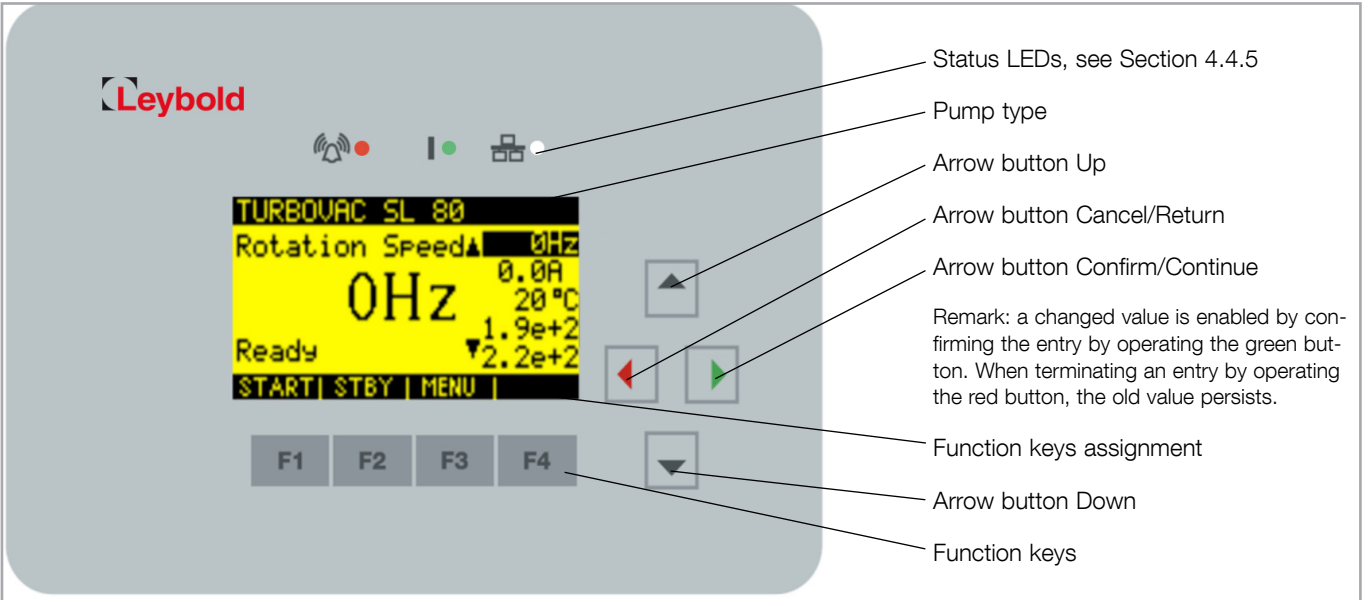 Leybold
TURBOVAC SL 80
Rotation Speed▲ 0Hz
0.0A
0Hz
20°C
1.9e+2
Ready ▼2.2e+2
START| STBY | MENU |
F1 F2 F3 F4
Status LEDs, see Section 4.4.5
Pump type
Arrow button Up
Arrow button Cancel/Return
Arrow button Confirm/Continue
Remark: a changed value is enabled by con-
firming the entry by operating the green but-
ton. When terminating an entry by operating
the red button, the old value persists.
Function keys assignment
Arrow button Down
Function keys